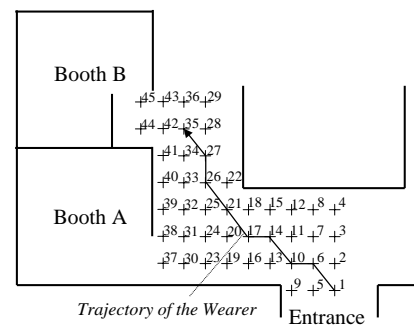 Booth B
45 43 36 29
44 42 35 28
41 34 27
40 33 26 22
Booth A
39 32 25 21 18 15 12 8 4
38 31 24 20 17 14 11 7 3
37 30 23 19 16 13 10 6 2
9 5 1
Trajectory of the Wearer
Entrance